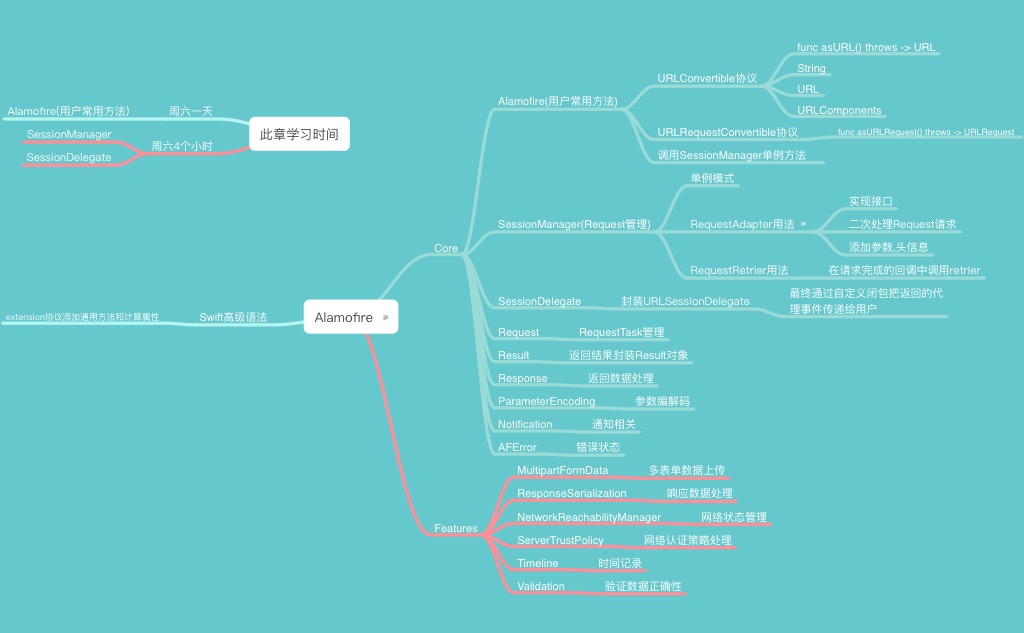 此章学习时间
周六一天
Alamofire(用户常用方法)
周六4个小时
SessionManager
SessionDelegate
Alamofire
Swift高级语法
extension协议添加通用方法和计算属性
Core
Alamofire(用户常用方法)
URLConvertible协议
func asURL() throws -> URL
String
URL
URLComponents
URLRequestConvertible协议
func asURLRequest() throws -> URLRequest
调用SessionManager单例方法
SessionManager(Request管理)
单例模式
RequestAdapter用法
实现接口
二次处理Request请求
添加参数,头信息
RequestRetrier用法
在请求完成的回调中调用retrier
SessionDelegate
封装URLSessionDelegate
最终通过自定义闭包把返回的代
理事件传递给用户
Request
RequestTask管理
Result
返回结果封装Result对象
Response
返回数据处理
ParameterEncoding
参数编解码
Notification
通知相关
AFError
错误状态
Features
MultipartFormData
多表单数据上传
ResponseSerialization
响应数据处理
NetworkReachabilityManager
网络状态管理
ServerTrustPolicy
网络认证策略处理
Timeline
时间记录
Validation
验证数据正确性